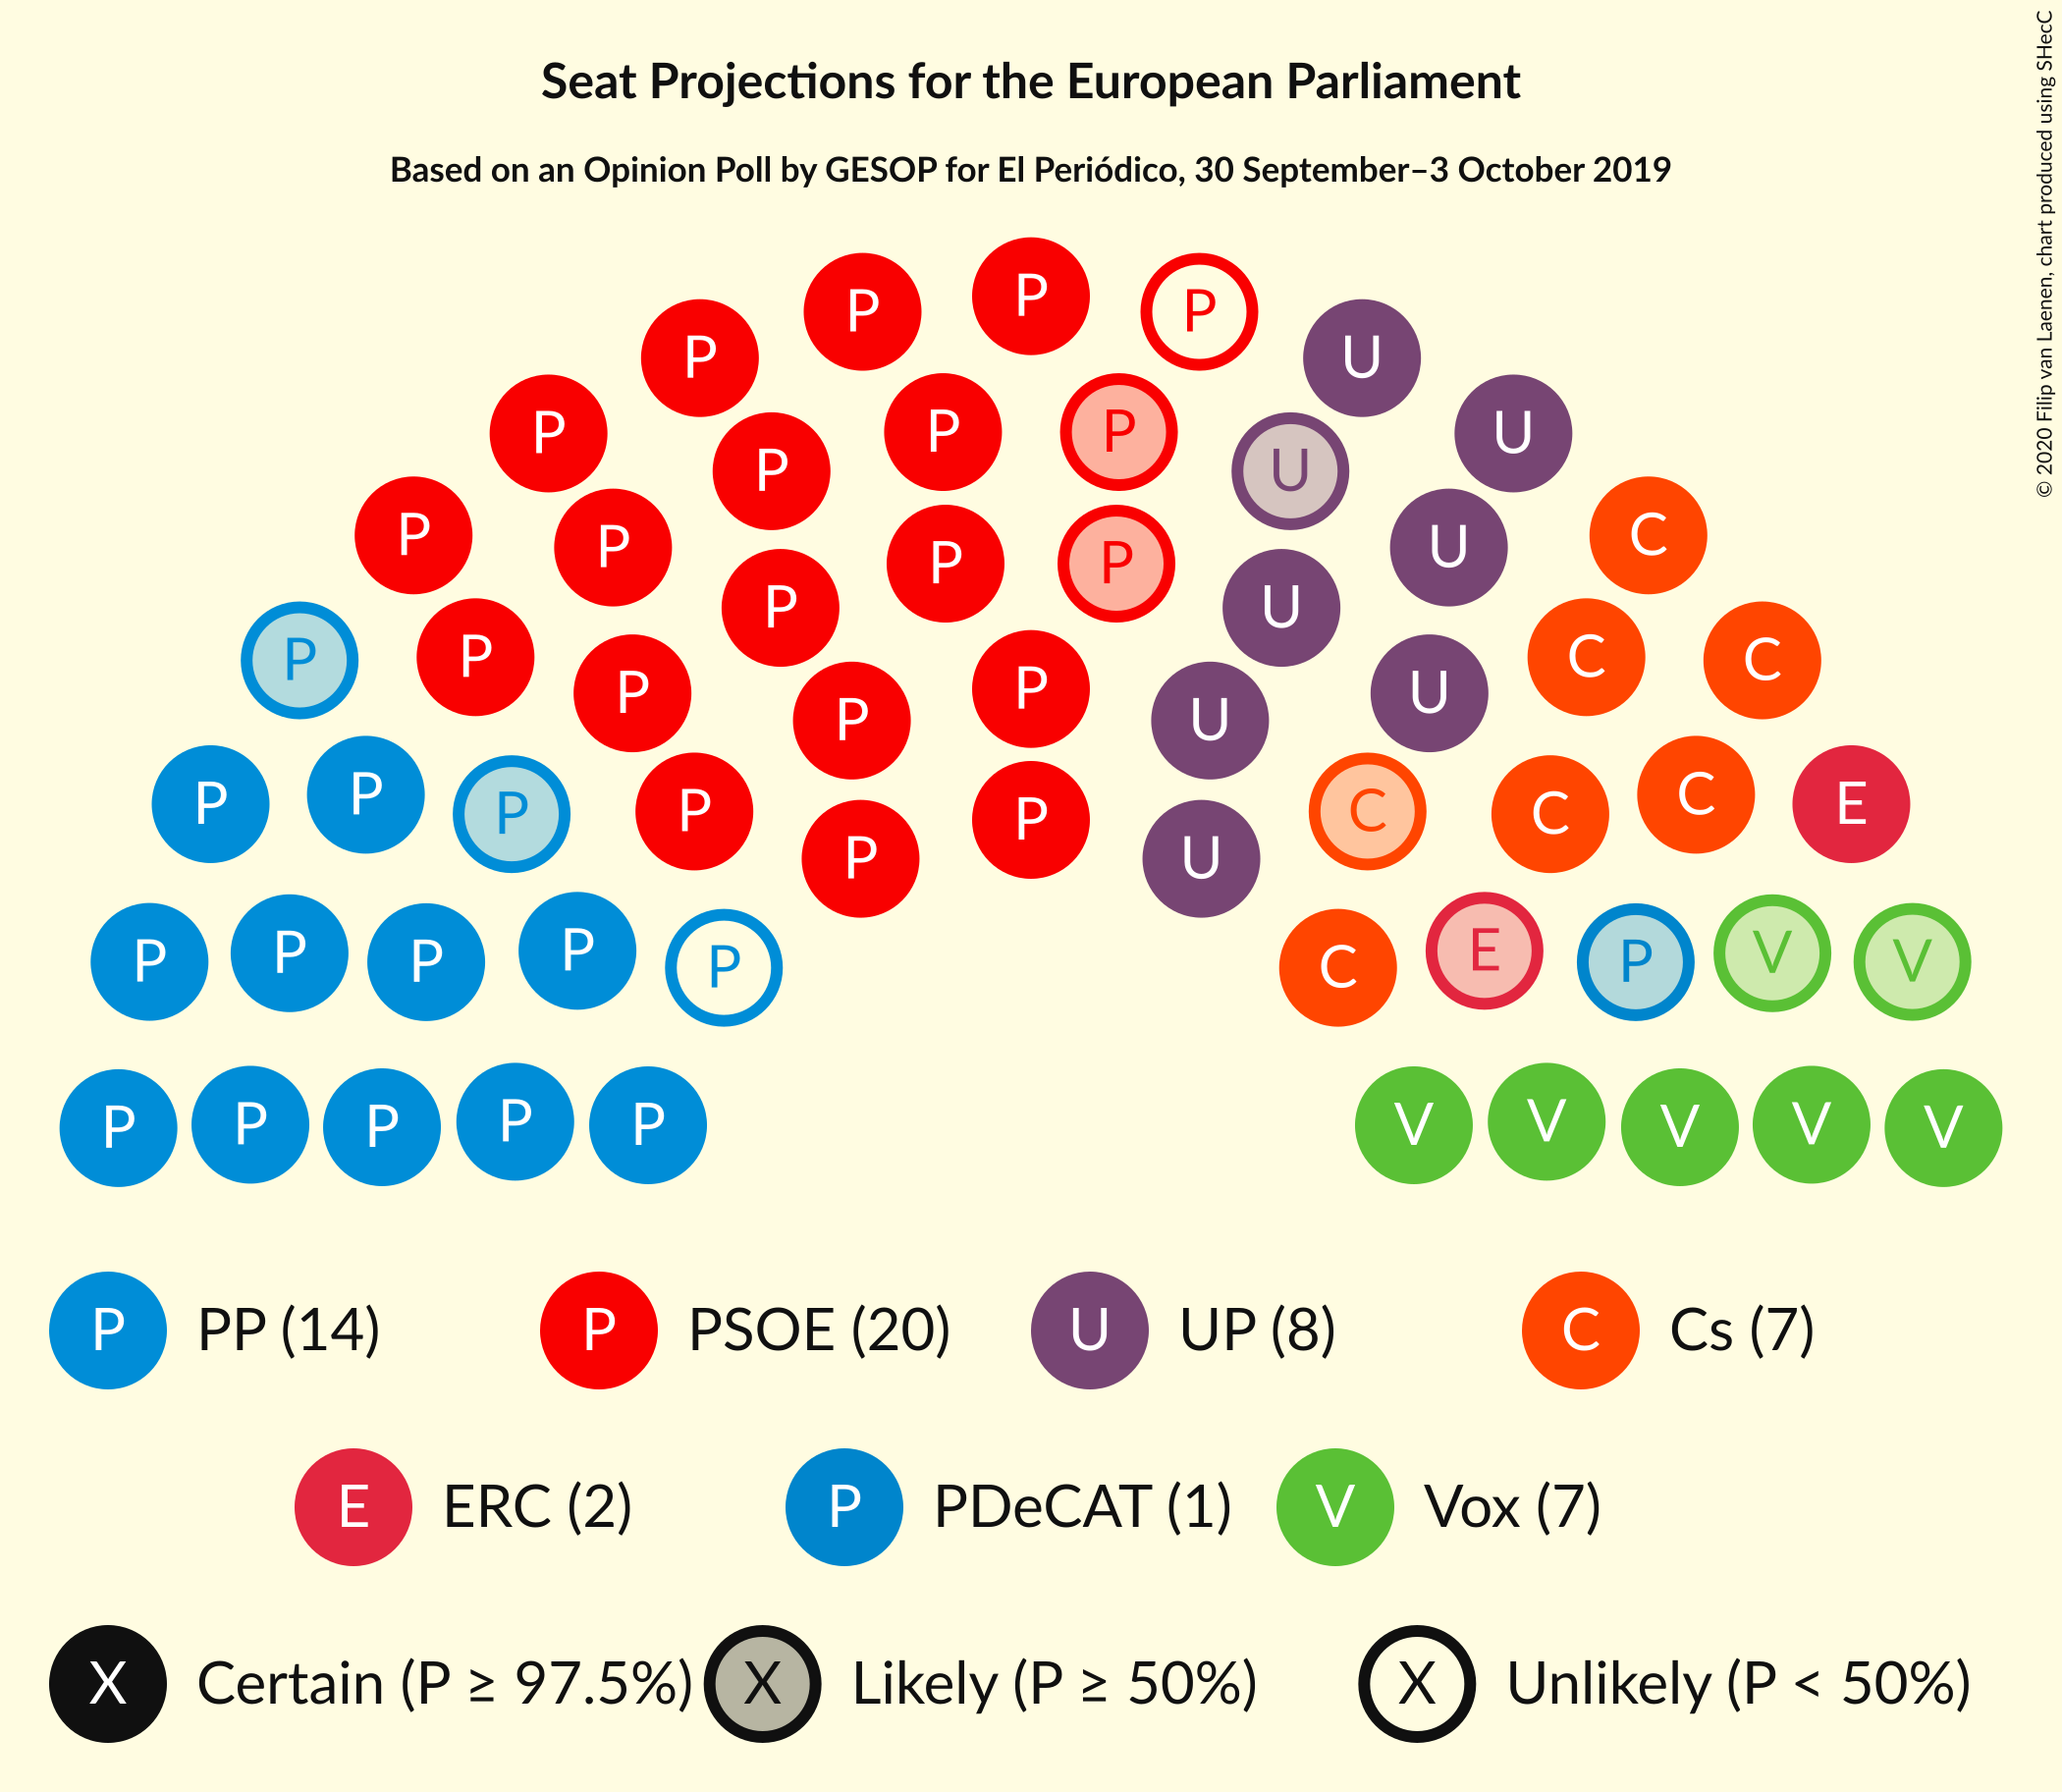 Seat Projections for the European Parliament
Based on an Opinion Poll by GESOP for El Periódico, 30 September–3 October 2019
© 2020 Filip van Laenen, chart produced using SHecC
P
P P
P U
P P P U
P U
P P U C
P P U
P P C C
P P U
P P P
P P C C E
P P P C
P U
P P P P E V
P P C P V
P P P P P V V V V V
P PP (14) P PSOE (20) U UP (8) C Cs (7)
E ERC (2) P PDeCAT (1) V Vox (7)
X Certain (P ≥ 97.5%) X Likely (P ≥ 50%) X Unlikely (P < 50%)